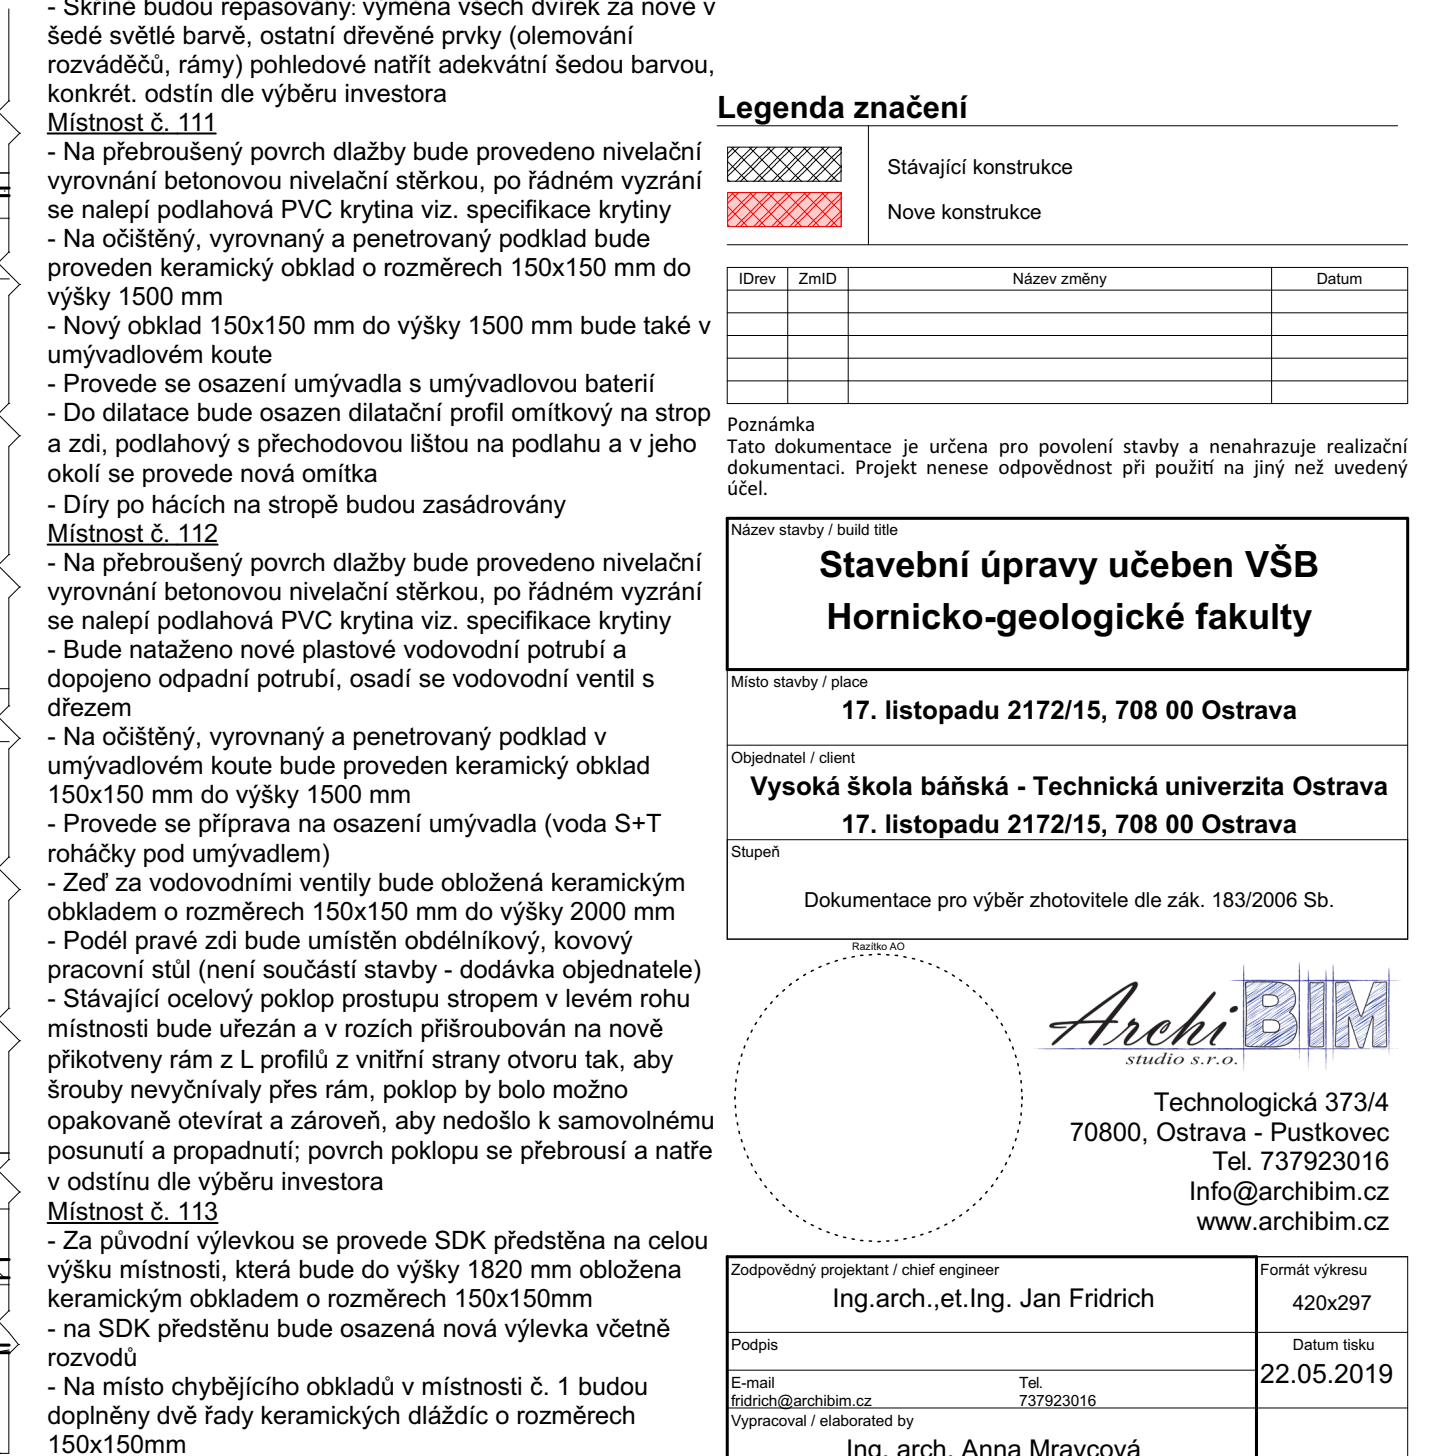 - Skříně budou repasovány: výměna všech dvířek za nové v
šedé světlé barvě, ostatní dřevěné prvky (olemování
rozváděčů, rámy) pohledové natřít adekvátní šedou barvou,
konkrét. odstín dle výběru investora
Místnost č. 111
- Na přebroušený povrch dlažby bude provedeno nivelační
vyrovnání betonovou nivelační stěrkou, po řádném vyzrání
se nalepí podlahová PVC krytina viz. specifikace krytiny
- Na očištěný, vyrovnaný a penetrovaný podklad bude
proveden keramický obklad o rozměrech 150x150 mm do
výšky 1500 mm
- Nový obklad 150x150 mm do výšky 1500 mm bude také v
umývadlovém koute
- Provede se osazení umývadla s umývadlovou baterií
- Do dilatace bude osazen dilatační profil omítkový na strop
a zdi, podlahový s přechodovou lištou na podlahu a v jeho
okolí se provede nová omítka
- Díry po hácích na stropě budou zasádrovány
Místnost č. 112
- Na přebroušený povrch dlažby bude provedeno nivelační
vyrovnání betonovou nivelační stěrkou, po řádném vyzrání
se nalepí podlahová PVC krytina viz. specifikace krytiny
- Bude nataženo nové plastové vodovodní potrubí a
dopojeno odpadní potrubí, osadí se vodovodní ventil s
dřezem
- Na očištěný, vyrovnaný a penetrovaný podklad v
umývadlovém koute bude proveden keramický obklad
150x150 mm do výšky 1500 mm
- Provede se příprava na osazení umývadla (voda S+T
roháčky pod umývadlem)
- Zeď za vodovodními ventily bude obložená keramickým
obkladem o rozměrech 150x150 mm do výšky 2000 mm
- Podél pravé zdi bude umístěn obdélníkový, kovový
pracovní stůl (není součástí stavby - dodávka objednatele)
- Stávající ocelový poklop prostupu stropem v levém rohu
místnosti bude uřezán a v rozích přišroubován na nově
přikotveny rám z L profilů z vnitřní strany otvoru tak, aby
šrouby nevyčnívaly přes rám, poklop by bolo možno
opakovaně otevírat a zároveň, aby nedošlo k samovolnému
posunutí a propadnutí; povrch poklopu se přebrousí a natře
v odstínu dle výběru investora
Místnost č. 113
- Za původní výlevkou se provede SDK předstěna na celou
výšku místnosti, která bude do výšky 1820 mm obložena
keramickým obkladem o rozměrech 150x150mm
- na SDK předstěnu bude osazená nová výlevka včetně
rozvodů
- Na místo chybějícího obkladů v místnosti č. 1 budou
doplněny dvě řady keramických dláždíc o rozměrech
150x150mm
Legenda značení
Stávající konstrukce
Nove konstrukce
IDrev ZmID Název změny Datum
Poznámka
Tato dokumentace je určena pro povolení stavby a nenahrazuje realizační
dokumentaci. Projekt nenese odpovědnost při použití na jiný než uvedený
účel.
Název stavby / build title
Stavební úpravy učeben VŠB
Hornicko-geologické fakulty
Místo stavby / place
17. listopadu 2172/15, 708 00 Ostrava
Objednatel / client
Vysoká škola báňská - Technická univerzita Ostrava
17. listopadu 2172/15, 708 00 Ostrava
Stupeň
Dokumentace pro výběr zhotovitele dle zák. 183/2006 Sb.
Razítko AO
Archi BIM
studio s.r.o.
Technologická 373/4
70800, Ostrava - Pustkovec
Tel. 737923016
Info@archibim.cz
www.archibim.cz
Zodpovědný projektant / chief engineer
Ing.arch.,et.Ing. Jan Fridrich
Formát výkresu
420x297
Podpis
Datum tisku
22.05.2019
E-mail Tel.
fridrich@archibim.cz 737923016
Vypracoval / elaborated by
Ing. arch. Anna Mravcová